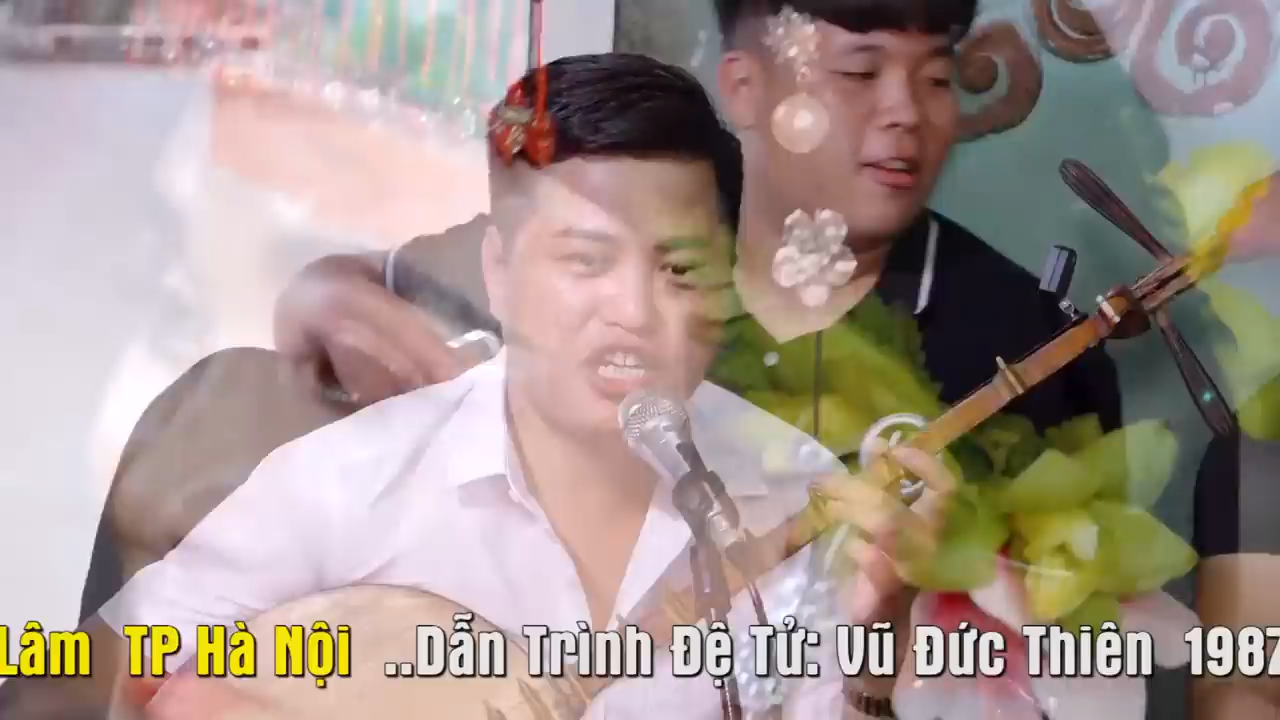 Lâm TP Hà Nội ..Dẫn Trình Đệ Tử: Vũ Đức Thiên 1987